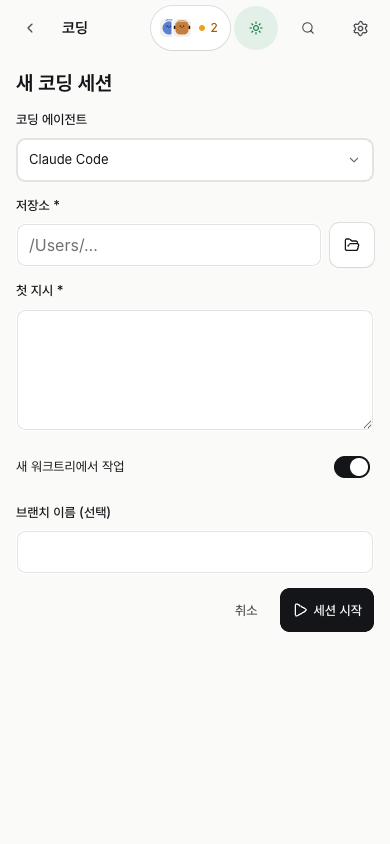 코딩
2
새 코딩 세션
코딩 에이전트
Claude Code
저장소 *
/Users/...
첫 지시 *
새 워크트리에서 작업
브랜치 이름 (선택)
취소
세션 시작